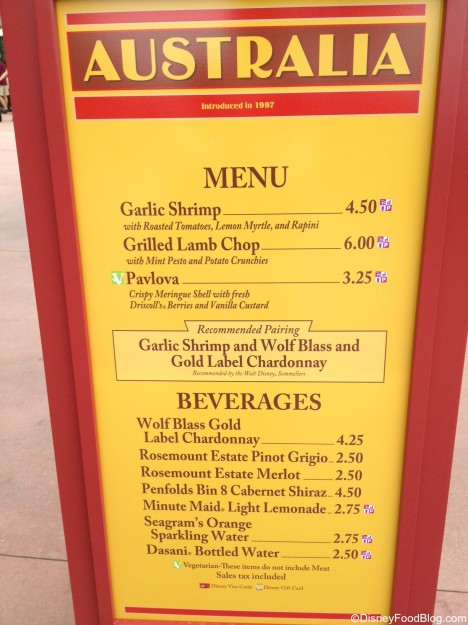 AUSTRALIA
Introduced in 1997
MENU
Garlic Shrimp 4.50
with Roasted Tomatoes, Lemon Myrtle, and Rapini
Grilled Lamb Chop 6.00
with Mint Pesto and Potato Crunchies
V Pavlova 3.25
Crispy Meringue Shell with fresh
Driscoll's® Berries and Vanilla Custard
Recommended Pairing
Garlic Shrimp and Wolf Blass and
Gold Label Chardonnay
Recommended by the Walt Disney, Sommeliers
BEVERAGES
Wolf Blass Gold
Label Chardonnay 4.25
Rosemount Estate Pinot Grigio 2.50
Rosemount Estate Merlot 2.50
Penfolds Bin 8 Cabernet Shiraz 4.50
Minute Maid® Light Lemonade 2.75
Seagram's Orange
Sparkling Water 2.75
Dasani® Bottled Water 2.50
V Vegetarian-These items do not include Meat
Sales tax included
Disney Visa Cards Disney Gift Card
©DisneyFoodBlog.com